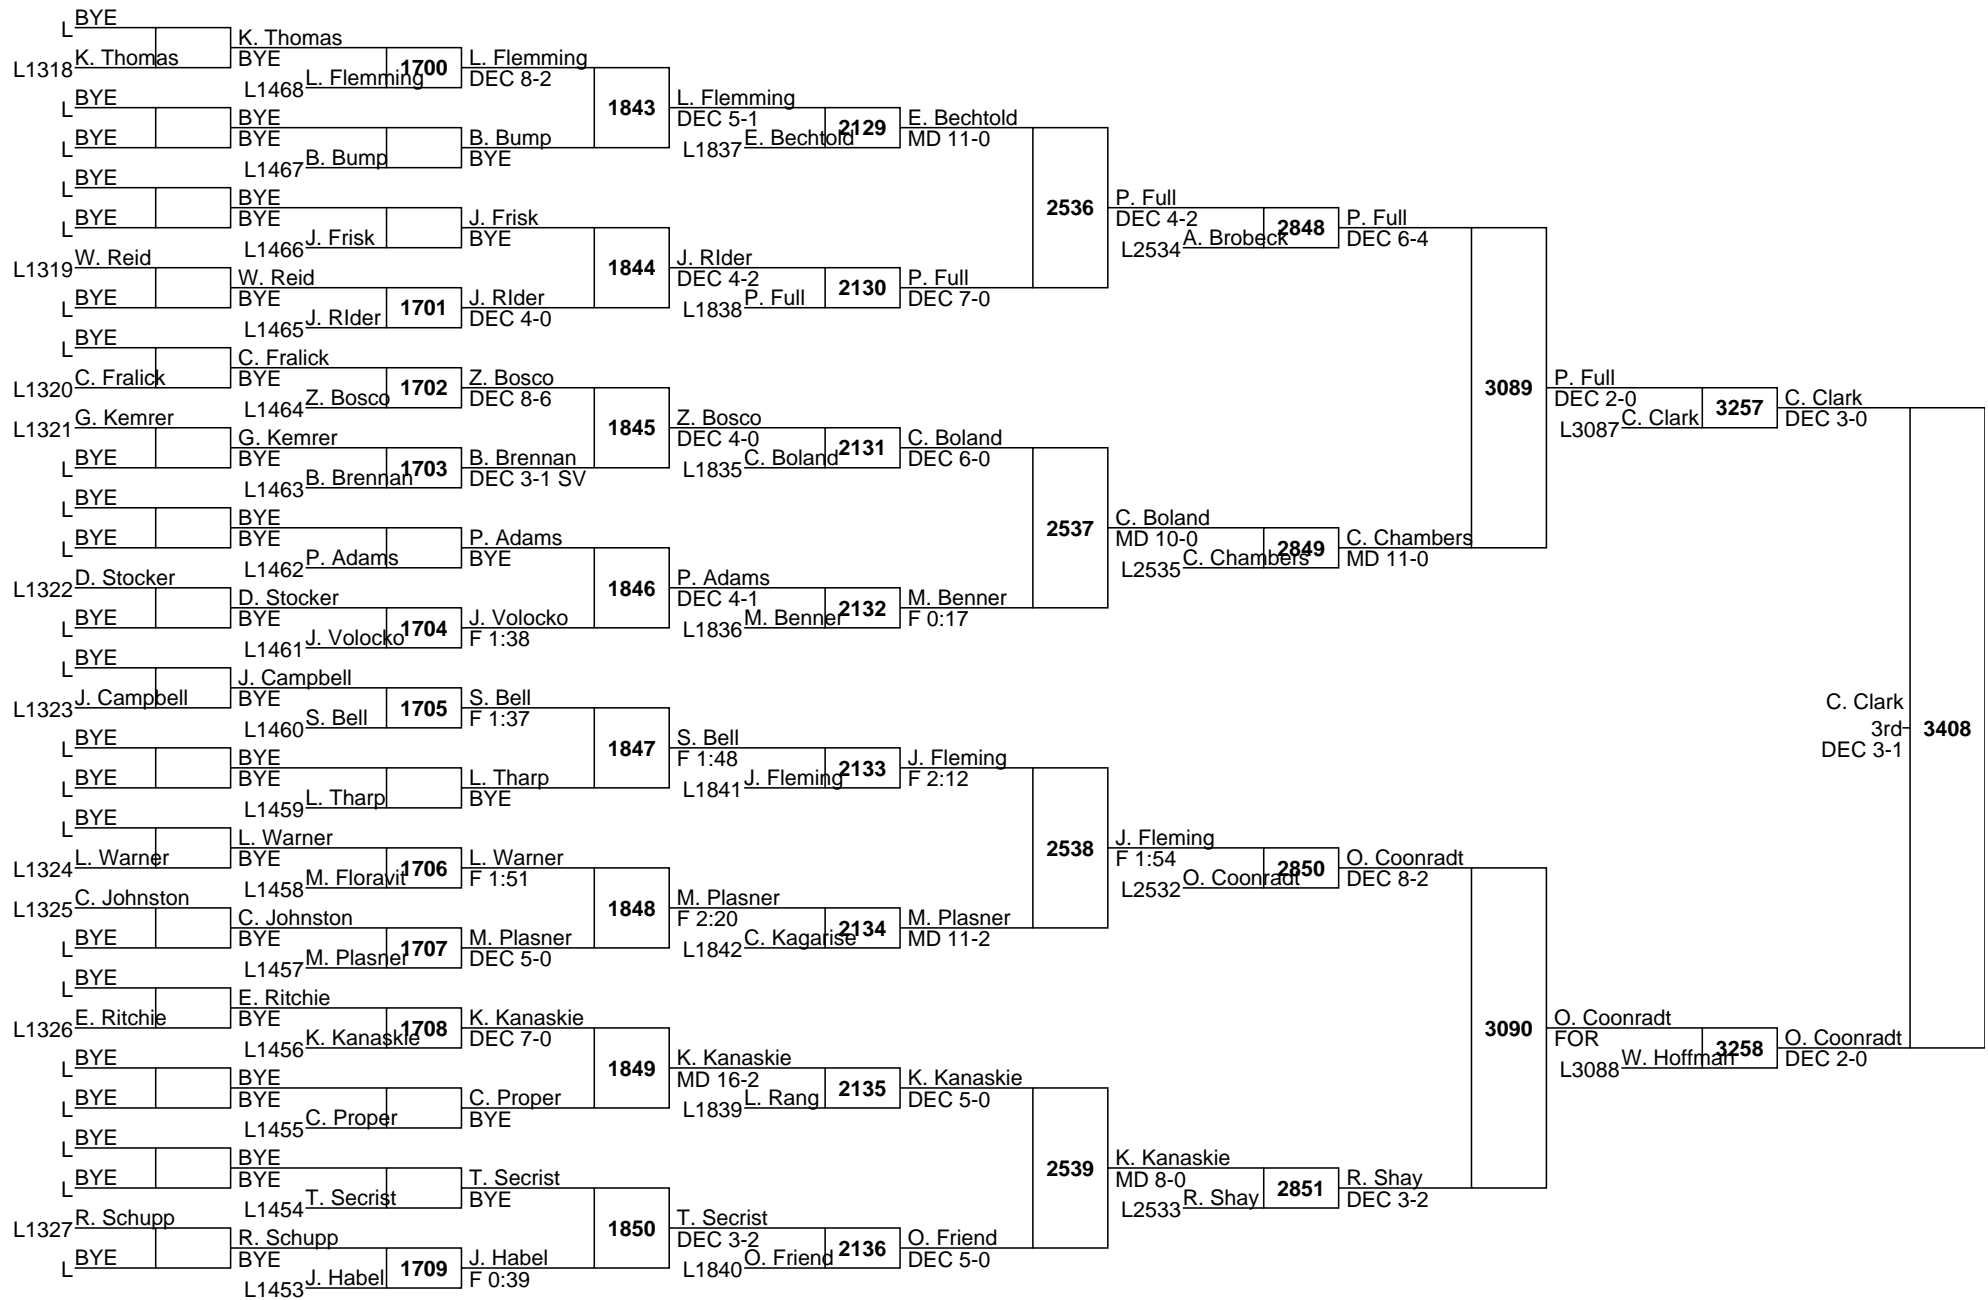 BYE
L
K. Thomas
L1318
K. Thomas
BYE
L1468
L. Flemming
1700
L. Flemming
DEC 8-2
BYE
L
BYE
L
BYE
BYE
L1467
B. Bump
B. Bump
BYE
1843
L. Flemming
DEC 5-1
L1837
E. Bechtold
2129
E. Bechtold
MD 11-0
BYE
L
BYE
L
BYE
BYE
L1466
J. Frisk
J. Frisk
BYE
W. Reid
L1319
BYE
L
W. Reid
BYE
L1465
J. RIder
1701
J. RIder
DEC 4-0
1844
J. RIder
DEC 4-2
L1838
P. Full
2130
P. Full
DEC 7-0
2536
P. Full
DEC 4-2
L2534
A. Brobeck
2848
P. Full
DEC 6-4
BYE
L
C. Fralick
L1320
C. Fralick
BYE
L1464
Z. Bosco
1702
Z. Bosco
DEC 8-6
G. Kemrer
L1321
BYE
L
G. Kemrer
BYE
L1463
B. Brennan
1703
B. Brennan
DEC 3-1 SV
1845
Z. Bosco
DEC 4-0
L1835
C. Boland
2131
C. Boland
DEC 6-0
BYE
L
BYE
L
BYE
BYE
L1462
P. Adams
P. Adams
BYE
D. Stocker
L1322
BYE
L
D. Stocker
BYE
L1461
J. Volocko
1704
J. Volocko
F 1:38
1846
P. Adams
DEC 4-1
L1836
M. Benner
2132
M. Benner
F 0:17
2537
C. Boland
MD 10-0
L2535
C. Chambers
2849
C. Chambers
MD 11-0
3089
P. Full
DEC 2-0
L3087
C. Clark
3257
C. Clark
DEC 3-0
BYE
L
J. Campbell
L1323
J. Campbell
BYE
L1460
S. Bell
1705
S. Bell
F 1:37
BYE
L
BYE
L
BYE
BYE
L1459
L. Tharp
L. Tharp
BYE
1847
S. Bell
F 1:48
L1841
J. Fleming
2133
J. Fleming
F 2:12
BYE
L
L. Warner
L1324
L. Warner
BYE
L1458
M. Floravit
1706
L. Warner
F 1:51
C. Johnston
L1325
BYE
L
C. Johnston
BYE
L1457
M. Plasner
1707
M. Plasner
DEC 5-0
1848
M. Plasner
F 2:20
L1842
C. Kagarise
2134
M. Plasner
MD 11-2
2538
J. Fleming
F 1:54
L2532
O. Coonradt
2850
O. Coonradt
DEC 8-2
BYE
L
E. Ritchie
L1326
E. Ritchie
BYE
L1456
K. Kanaskie
1708
K. Kanaskie
DEC 7-0
BYE
L
BYE
L
BYE
BYE
L1455
C. Proper
C. Proper
BYE
1849
K. Kanaskie
MD 16-2
L1839
L. Rang
2135
K. Kanaskie
DEC 5-0
BYE
L
BYE
L
BYE
BYE
L1454
T. Secrist
T. Secrist
BYE
R. Schupp
L1327
BYE
L
R. Schupp
BYE
L1453
J. Habel
1709
J. Habel
F 0:39
1850
T. Secrist
DEC 3-2
L1840
O. Friend
2136
O. Friend
DEC 5-0
2539
K. Kanaskie
MD 8-0
L2533
R. Shay
2851
R. Shay
DEC 3-2
3090
O. Coonradt
FOR
L3088
W. Hoffman
3258
O. Coonradt
DEC 2-0
C. Clark
3rd
DEC 3-1
3408